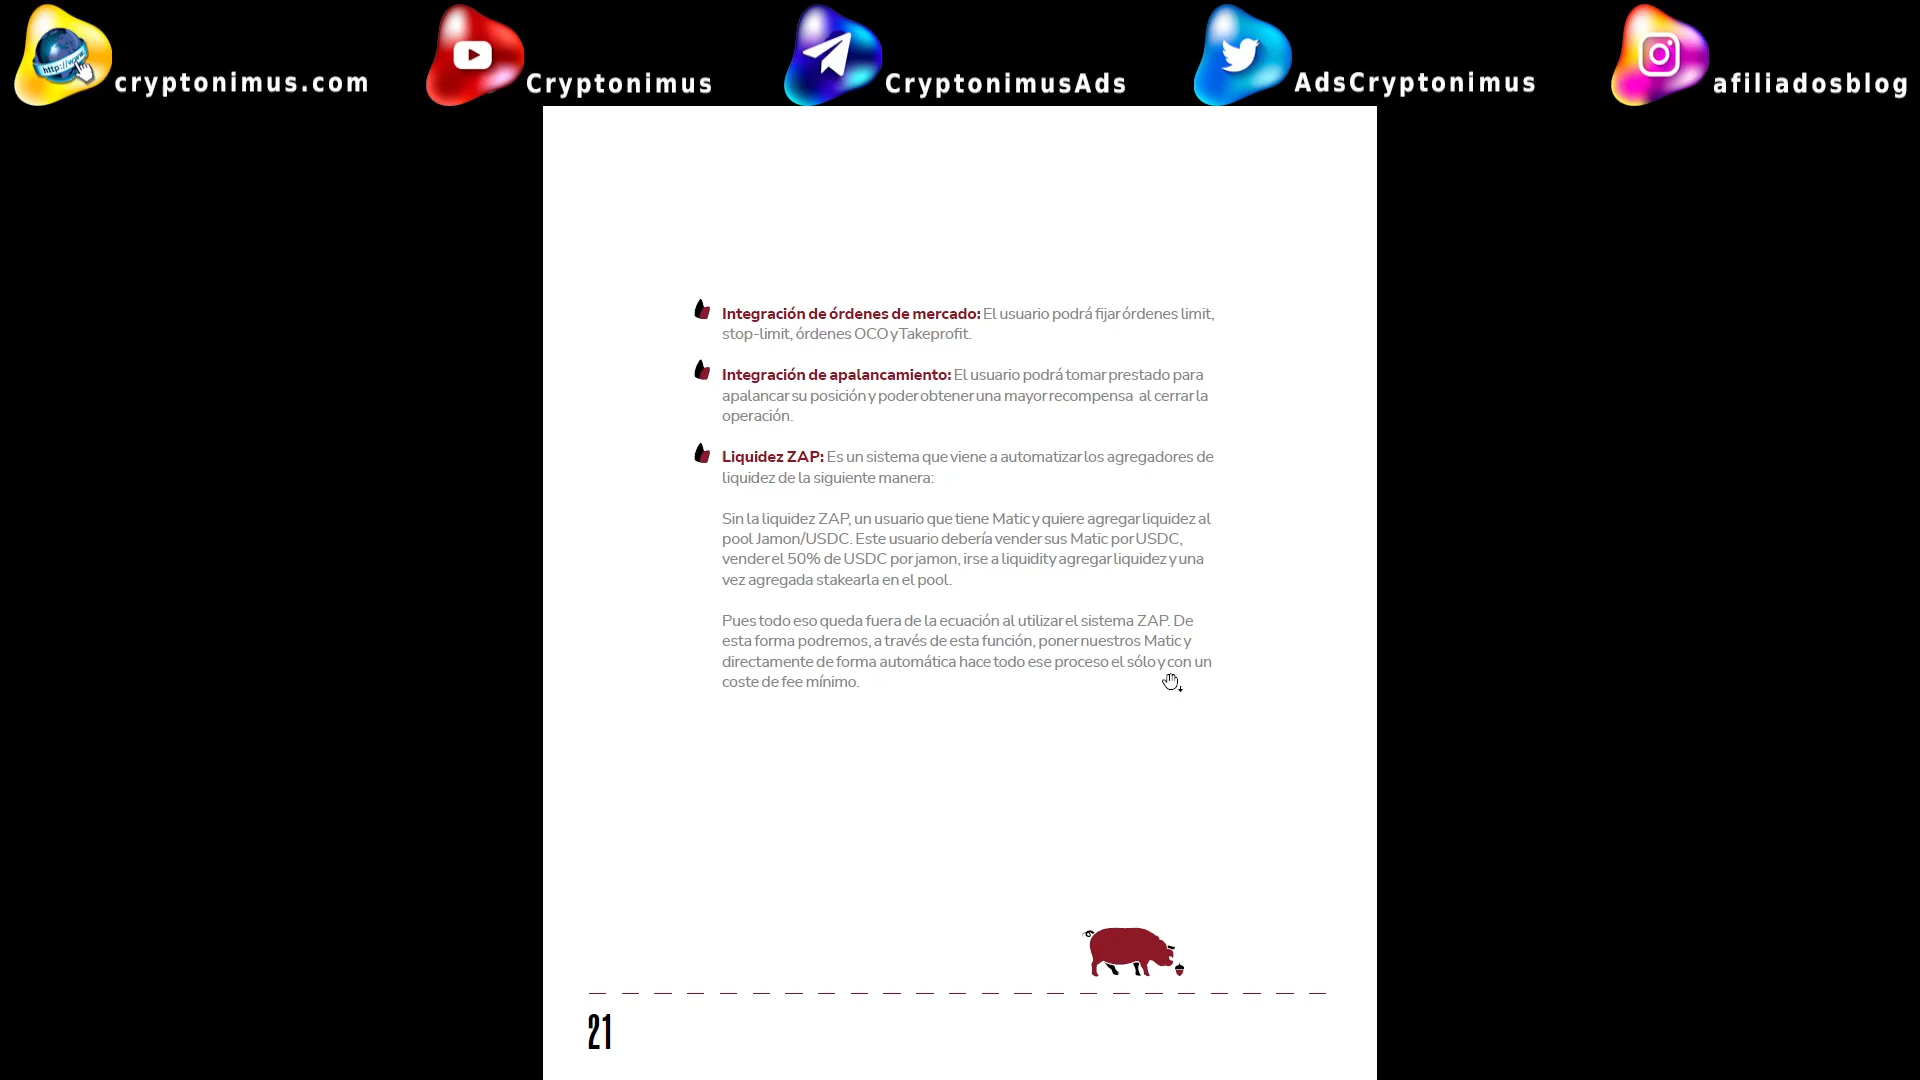 cryptonimus.com
Cryptonimus
CryptonimusAds
AdsCryptonimus
afiliadosblog
http://www
Integración de órdenes de mercado: El usuario podrá fijar órdenes limit,
stop-limit, órdenes OCO y Takeprofit.
Integración de apalancamiento: El usuario podrá tomar prestado para
apalancar su posición y poder obtener una mayor recompensa al cerrar la
operación.
Liquidez ZAP: Es un sistema que viene a automatizar los agregadores de
liquidez de la siguiente manera:
Sin la liquidez ZAP, un usuario que tiene Matic y quiere agregar liquidez al
pool Jamon/USDC. Este usuario debería vender sus Matic por USDC,
vender el 50% de USDC por jamon, irse a liquidity agregar liquidez y una
vez agregada stakearla en el pool.
Pues todo eso queda fuera de la ecuación al utilizar el sistema ZAP. De
esta forma podremos, a través de esta función, poner nuestros Matic y
directamente de forma automática hace todo ese proceso el sólo y con un
coste de fee mínimo.
21